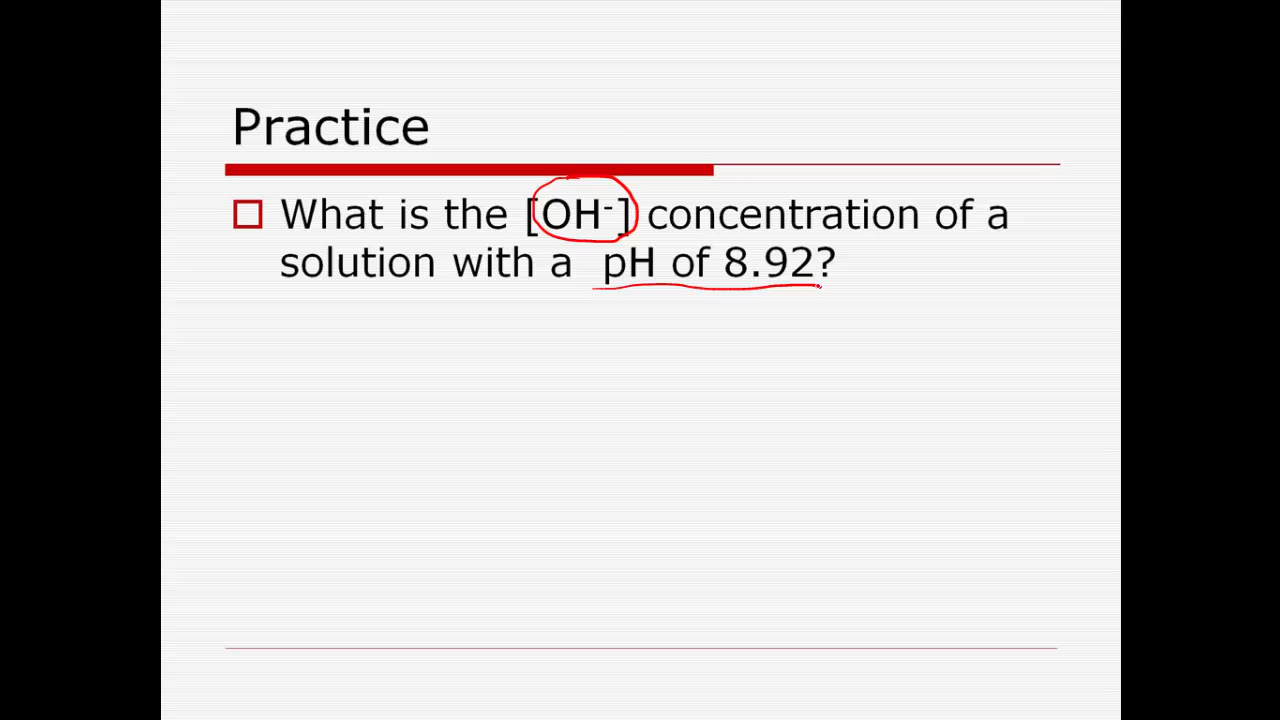 Practice
What is the [OH⁻] concentration of a
solution with a  pH of 8.92?